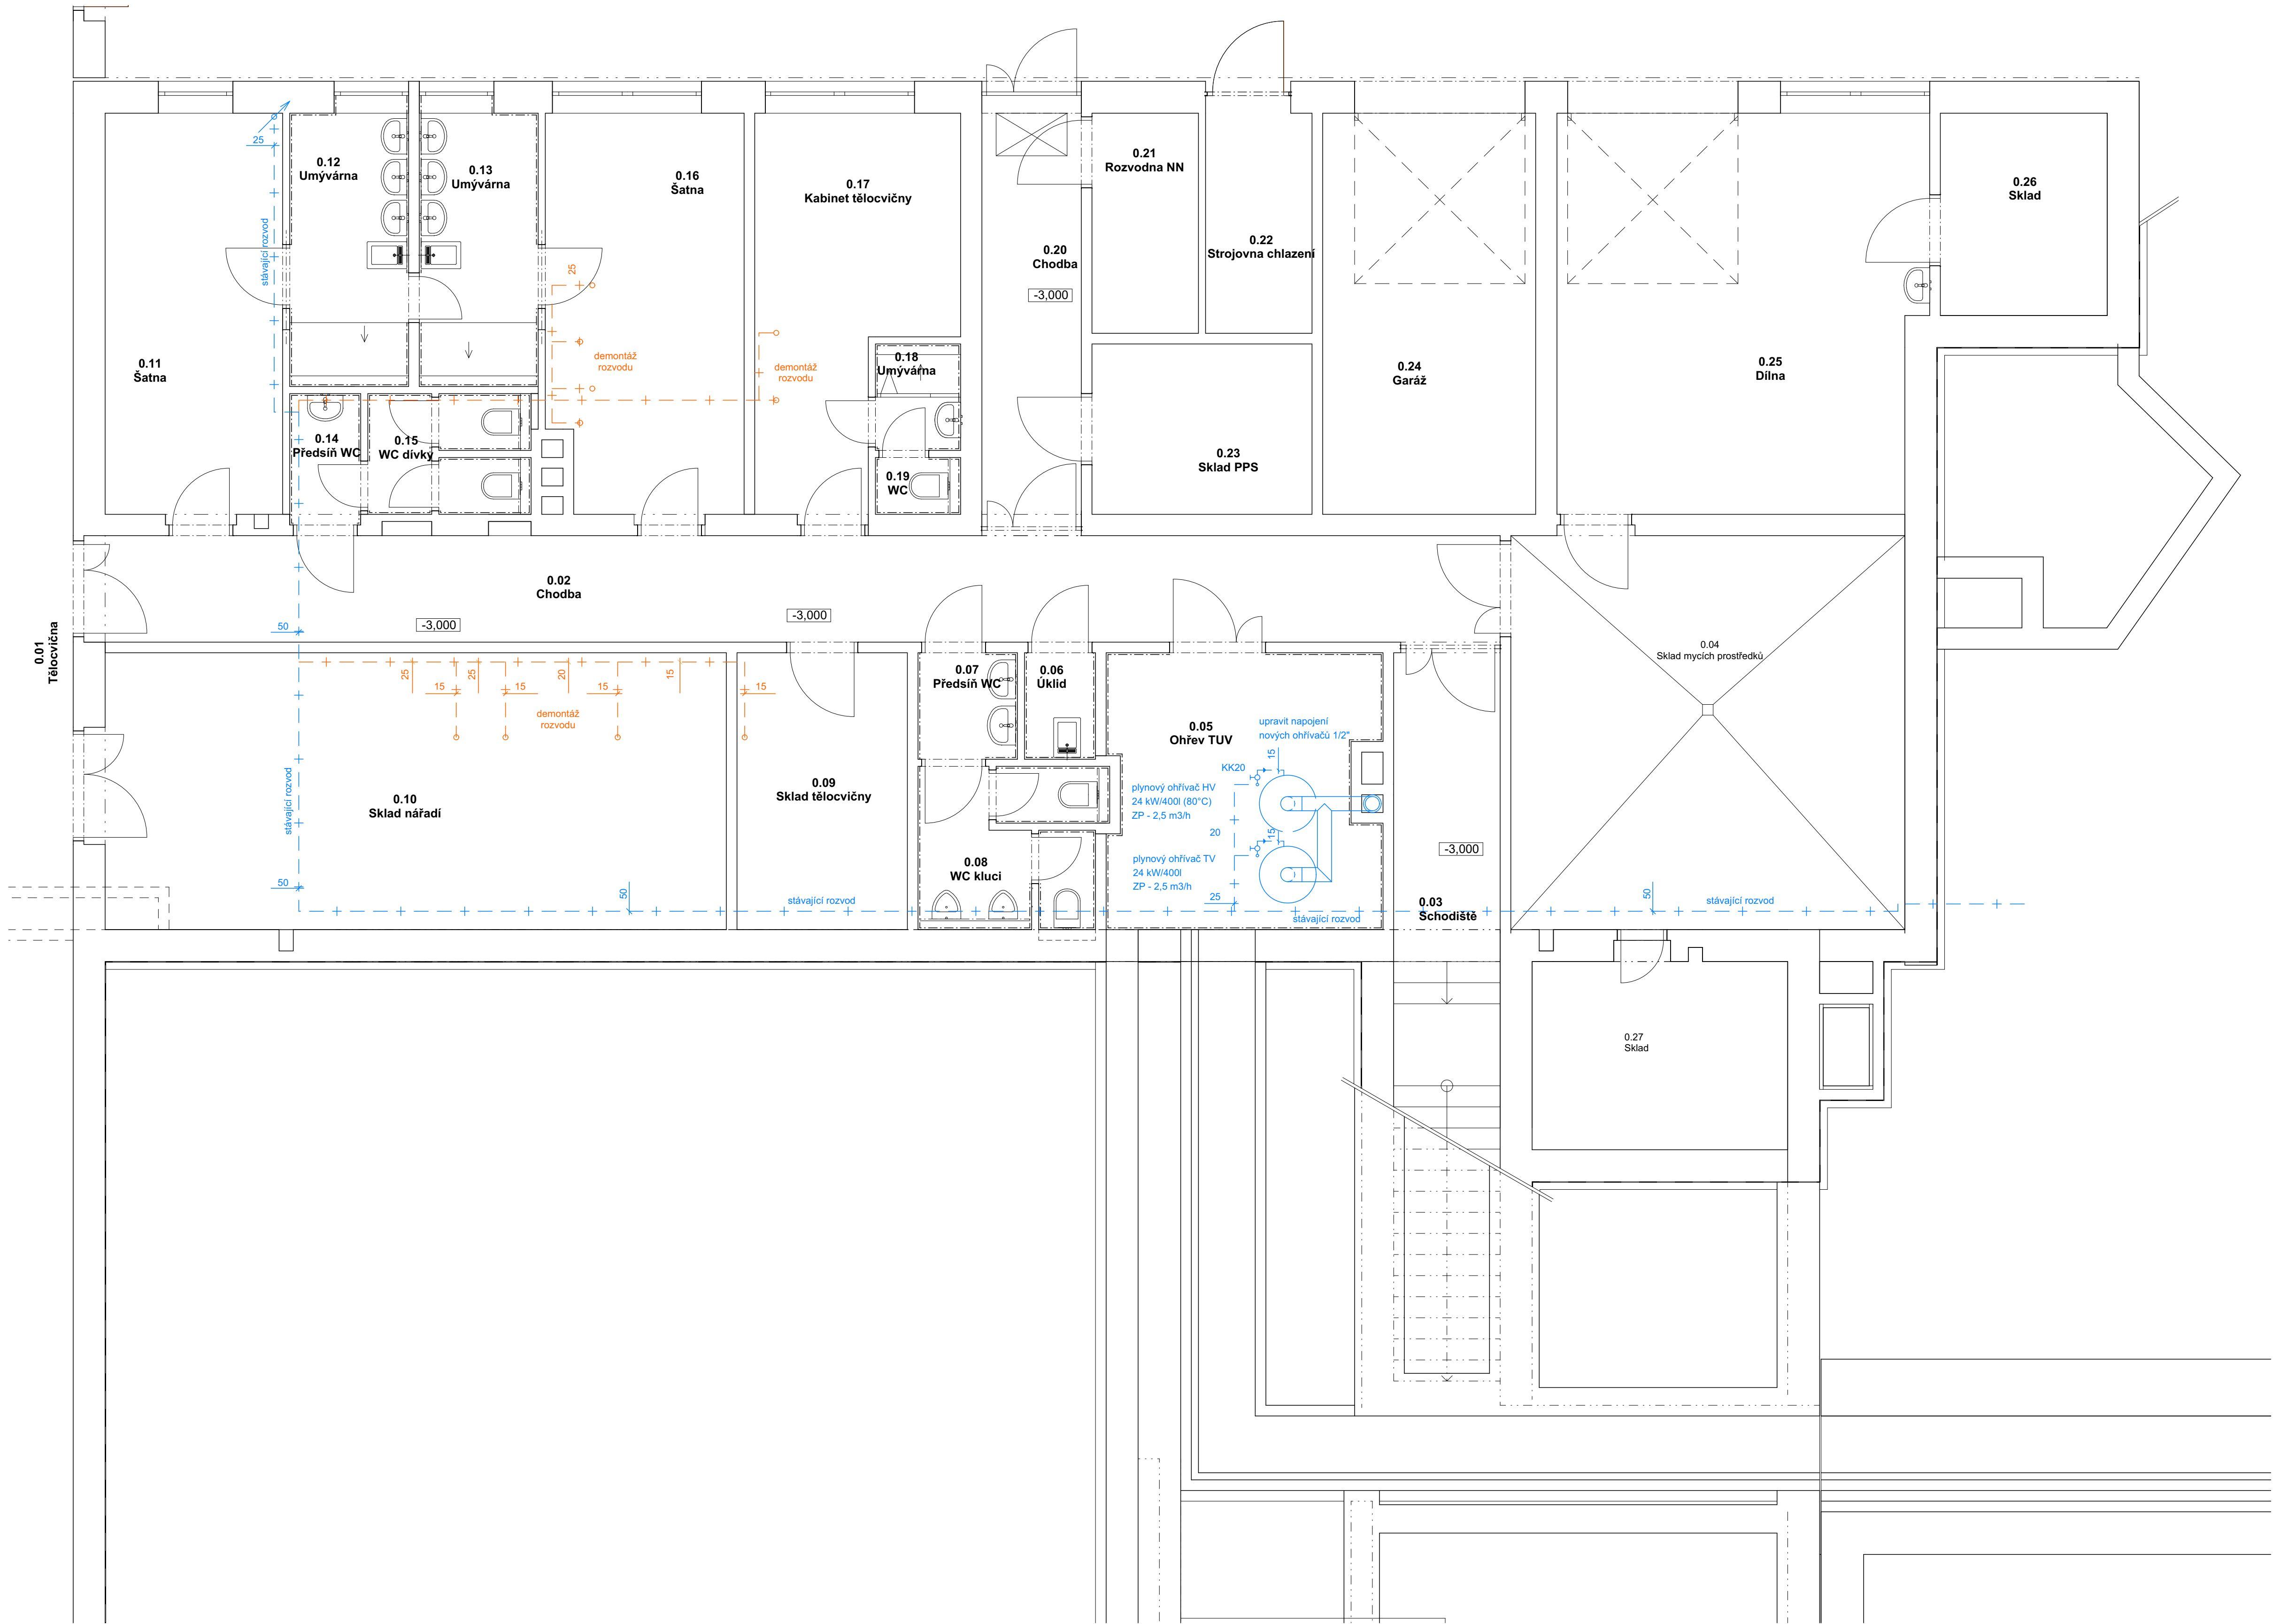 25
0.12
Umývárna
0.13
Umývárna
0.16
Šatna
0.17
Kabinet tělocvičny
0.21
Rozvodna NN
0.26
Sklad
stávající rozvod
25
0.20
Chodba
-3,000
0.22
Strojovna chlazení
0.11
Šatna
demontáž
rozvodu
demontáž
rozvodu
0.18
Umývárna
0.24
Garáž
0.25
Dílna
0.14
Předsíň WC
0.15
WC dívky
0.19
WC
0.23
Sklad PPS
50
0.02
Chodba
-3,000
-3,000
50
0.01
Tělocvična
0.04
Sklad mycích prostředků
25
15
25
15
20
15
15
15
demontáž
rozvodu
0.07
Předsíň WC
0.06
Úklid
0.05
Ohřev TUV
upravit napojení
nových ohřívačů 1/2"
15
KK20
plynový ohřívač HV
24 kW/400l (80°C)
ZP - 2,5 m3/h
20
15
plynový ohřívač TV
24 kW/400l
ZP - 2,5 m3/h
25
stávající rozvod
0.10
Sklad nářadí
0.09
Sklad tělocvičny
0.08
WC kluci
-3,000
50
50
stávající rozvod
stávající rozvod
0.03
Schodiště
50
stávající rozvod
0.27
Sklad